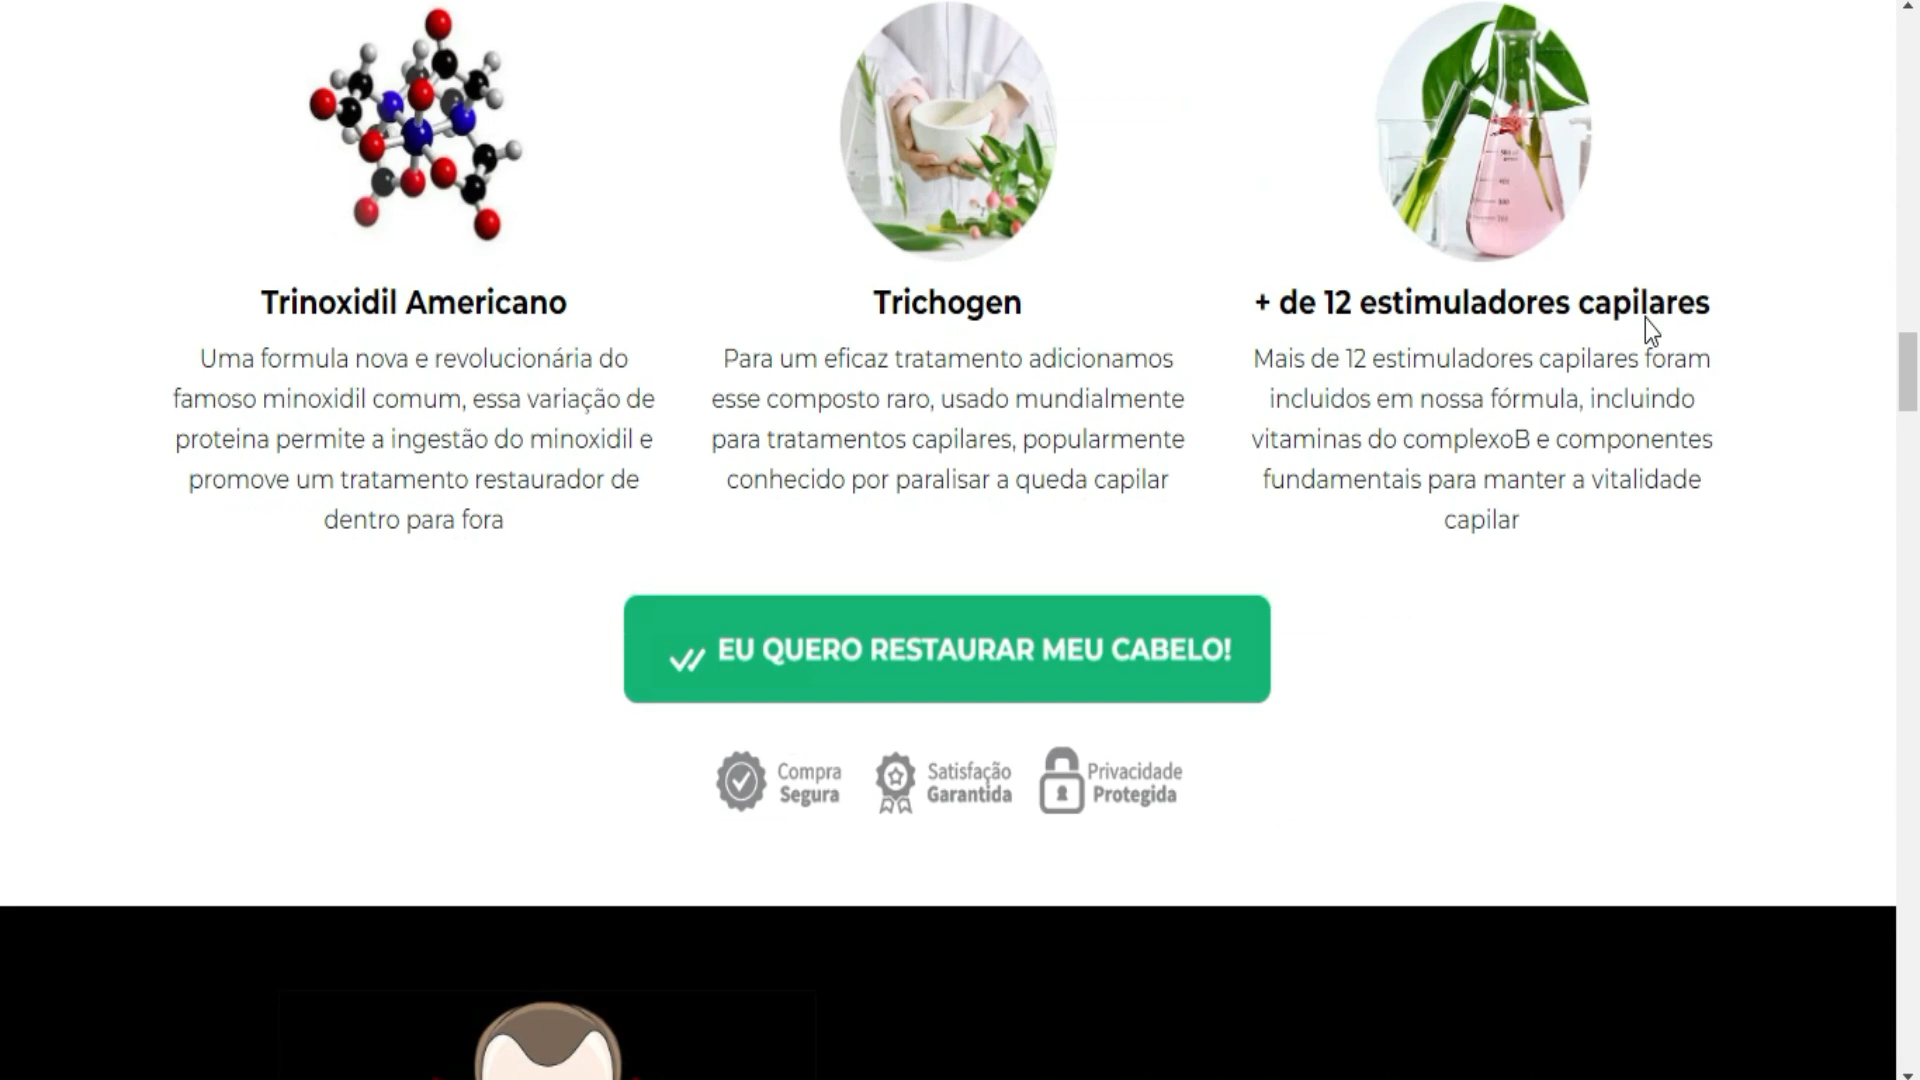 Trinoxidil Americano
Uma formula nova e revolucionária do
famoso minoxidil comum, essa variação de
proteina permite a ingestão do minoxidil e
promove um tratamento restaurador de
dentro para fora
Trichogen
Para um eficaz tratamento adicionamos
esse composto raro, usado mundialmente
para tratamentos capilares, popularmente
conhecido por paralisar a queda capilar
+ de 12 estimuladores capilares
Mais de 12 estimuladores capilares foram
incluidos em nossa fórmula, incluindo
vitaminas do complexoB e componentes
fundamentais para manter a vitalidade
capilar
EU QUERO RESTAURAR MEU CABELO!
Compra
Segura
Satisfação
Garantida
Privacidade
Protegida